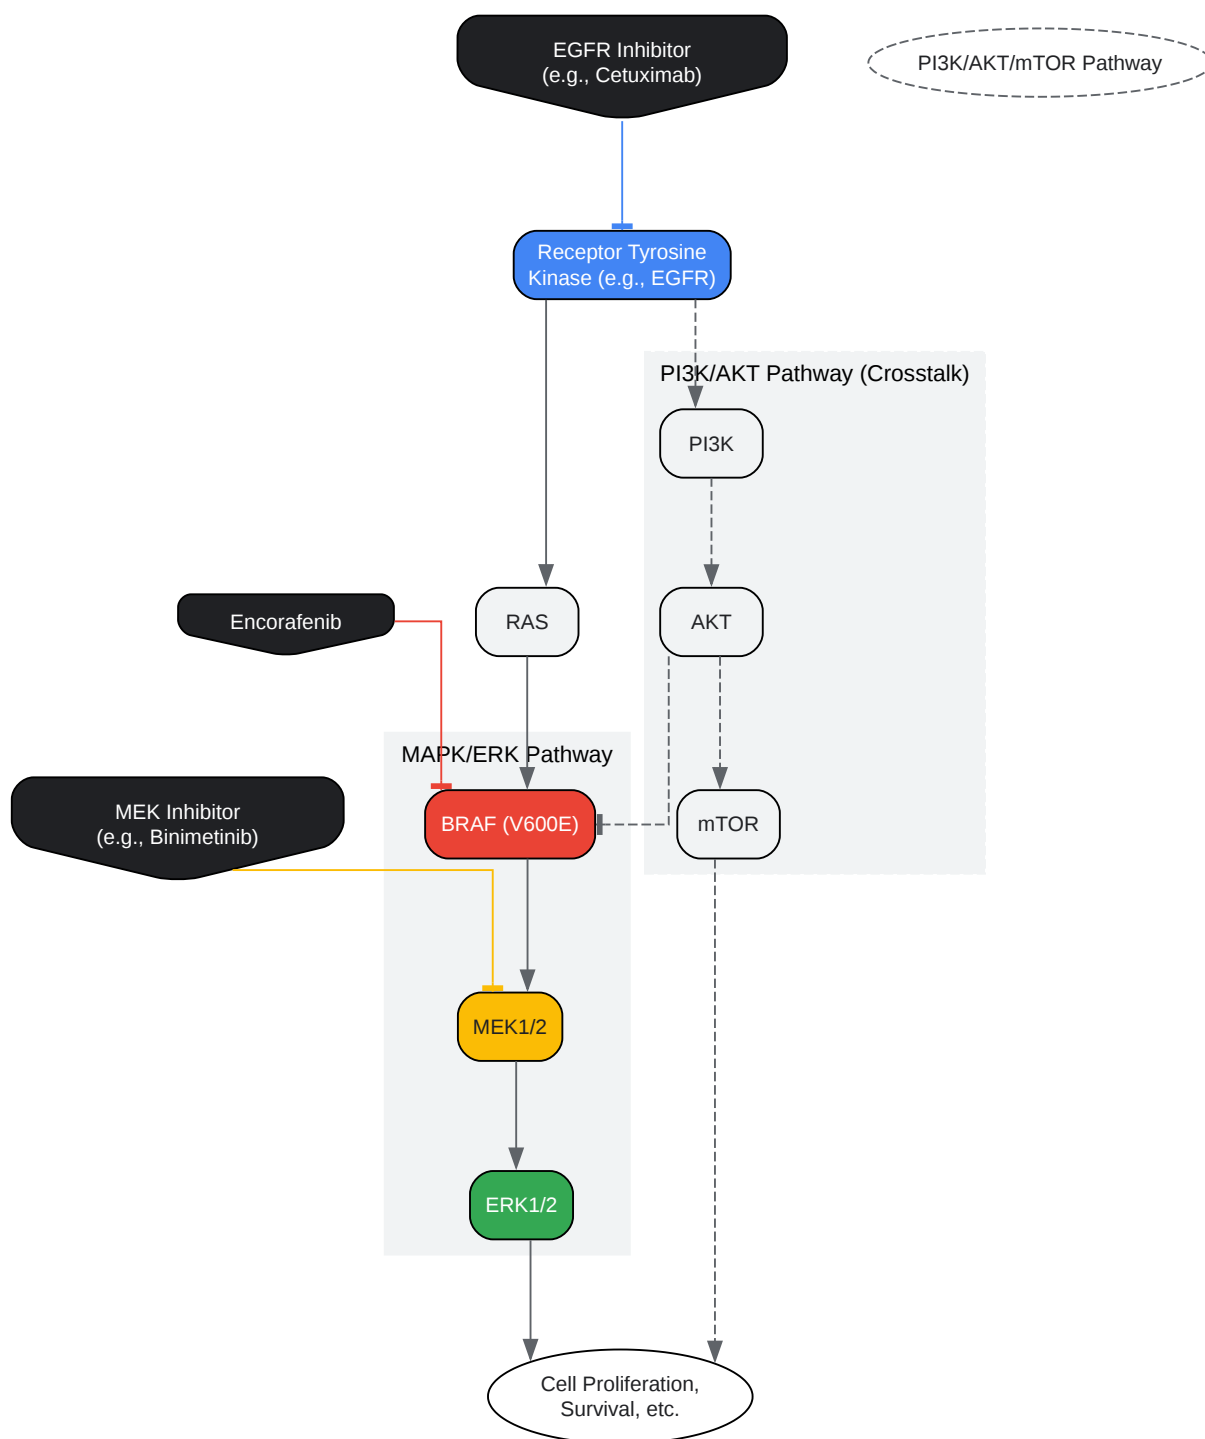 EGFR Inhibitor
(e.g., Cetuximab)
PI3K/AKT/mTOR Pathway
Receptor Tyrosine
Kinase (e.g., EGFR)
PI3K/AKT Pathway (Crosstalk)
PI3K
Encorafenib
RAS
AKT
MAPK/ERK Pathway
MEK Inhibitor
(e.g., Binimetinib)
BRAF (V600E)
mTOR
MEK1/2
ERK1/2
Cell Proliferation,
Survival, etc.